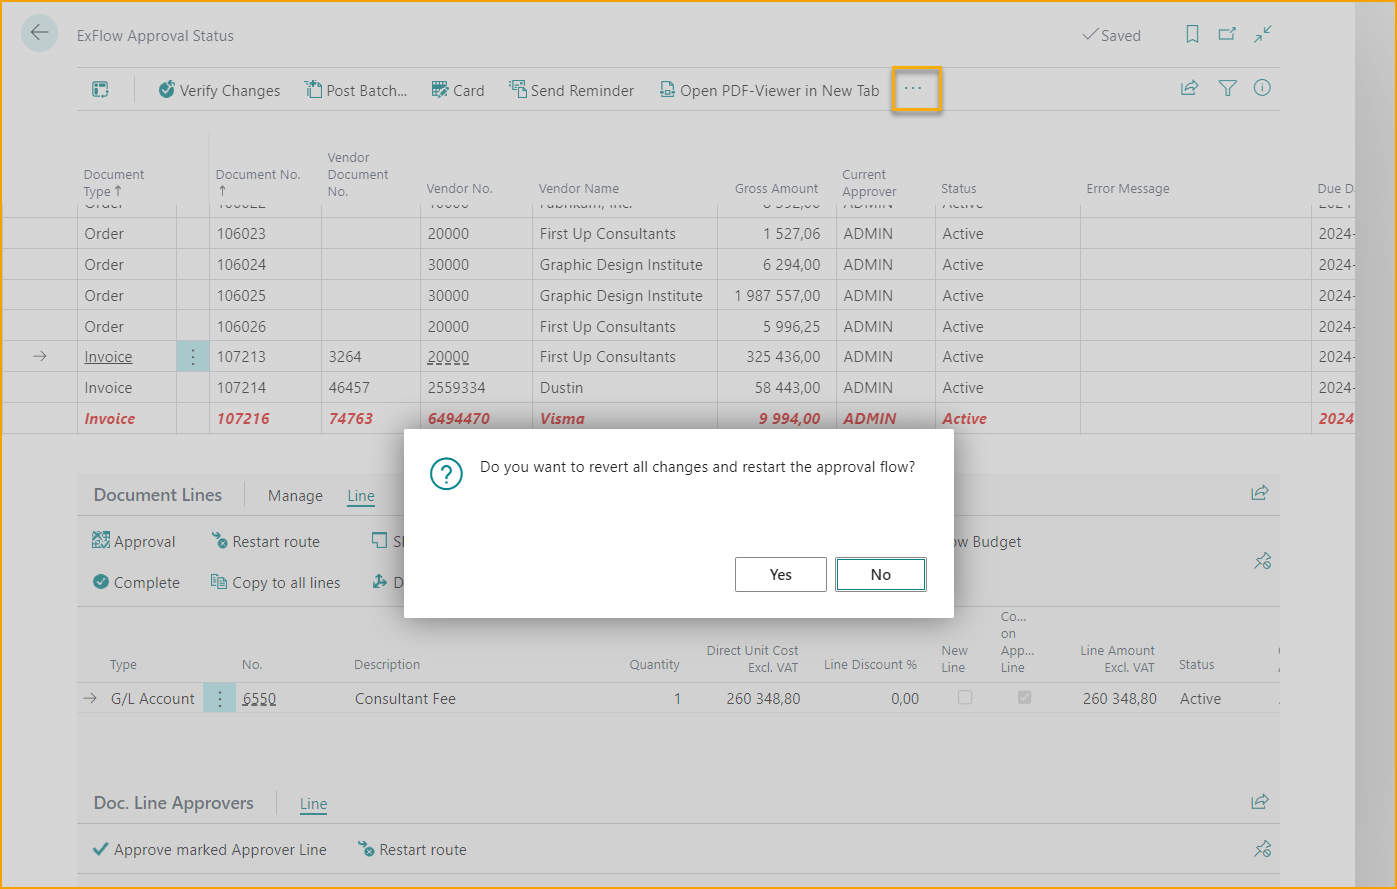 ExFlow Approval Status
Saved
Verify Changes Post Batch... Card Send Reminder Open PDF-Viewer in New Tab ...
Document Type ↑ Document No. ↑ Vendor Document No. Vendor No. Vendor Name Gross Amount Current Approver Status Error Message Due D
Order 106023 20000 First Up Consultants 1 527,06 ADMIN Active 2024-
Order 106024 30000 Graphic Design Institute 6 294,00 ADMIN Active 2024-
Order 106025 30000 Graphic Design Institute 1 987 557,00 ADMIN Active 2024-
Order 106026 20000 First Up Consultants 5 996,25 ADMIN Active 2024-
Invoice 107213 3264 20000 First Up Consultants 325 436,00 ADMIN Active 2024-
Invoice 107214 46457 2559334 Dustin 58 443,00 ADMIN Active 2024-
Invoice 107216 74763 6494470 Visma 9 994,00 ADMIN Active 2024
Do you want to revert all changes and restart the approval flow?
Yes No
Document Lines Manage Line
Approval Restart route Budget
Complete Copy to all lines
Type No. Description Quantity Direct Unit Cost Excl. VAT Line Discount % New Line Co... on App... Line Line Amount Excl. VAT Status
G/L Account 6550 Consultant Fee 1 260 348,80 0,00 260 348,80 Active
Doc. Line Approvers Line
Approve marked Approver Line Restart route